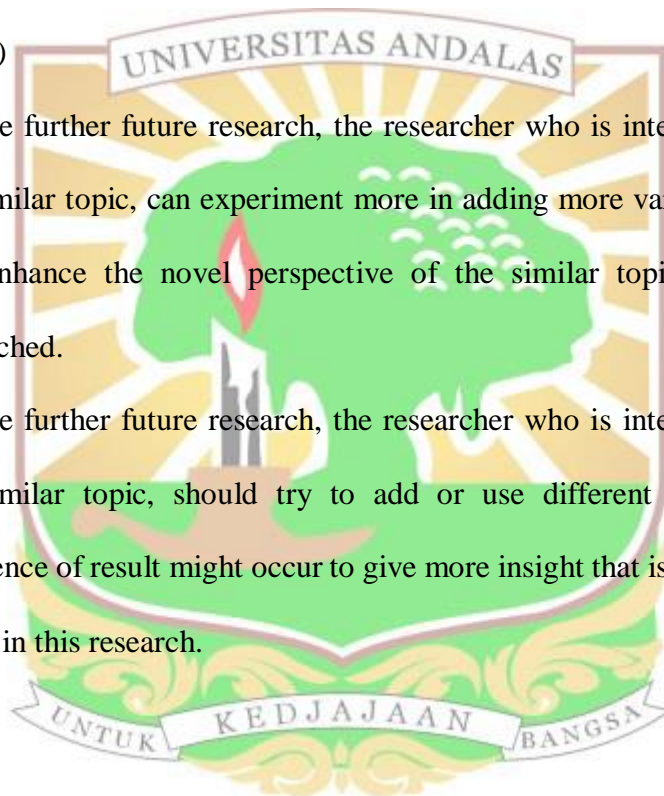 )
UNIVERSITAS ANDALAS
e further future research, the researcher who is inte
milar topic, can experiment more in adding more va
nhance the novel perspective of the similar topi
ched.
e further future research, the researcher who is inte
imilar topic, should try to add or use different
ence of result might occur to give more insight that is
in this research.
UNTUK KEDJAJAAN BANGSA